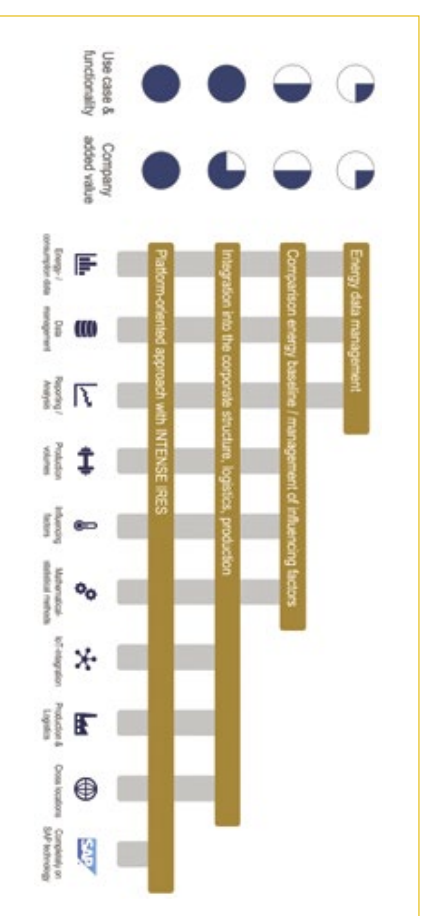 Use case &
functionality
Company
added value
Energy data management
Comparison energy baseline / management of influencing factors
Integration into the corporate structure, logistics, production
Platform-oriented approach with INTENSE IRES
Energy- /
consumption data
Data
management
Reporting /
Analysis
Production
volumes
Influencing
factors
Mathematical-
statistical methods
IoT-integration
Production &
Logistics
Cross locations
SAP
Completely on
SAP technology